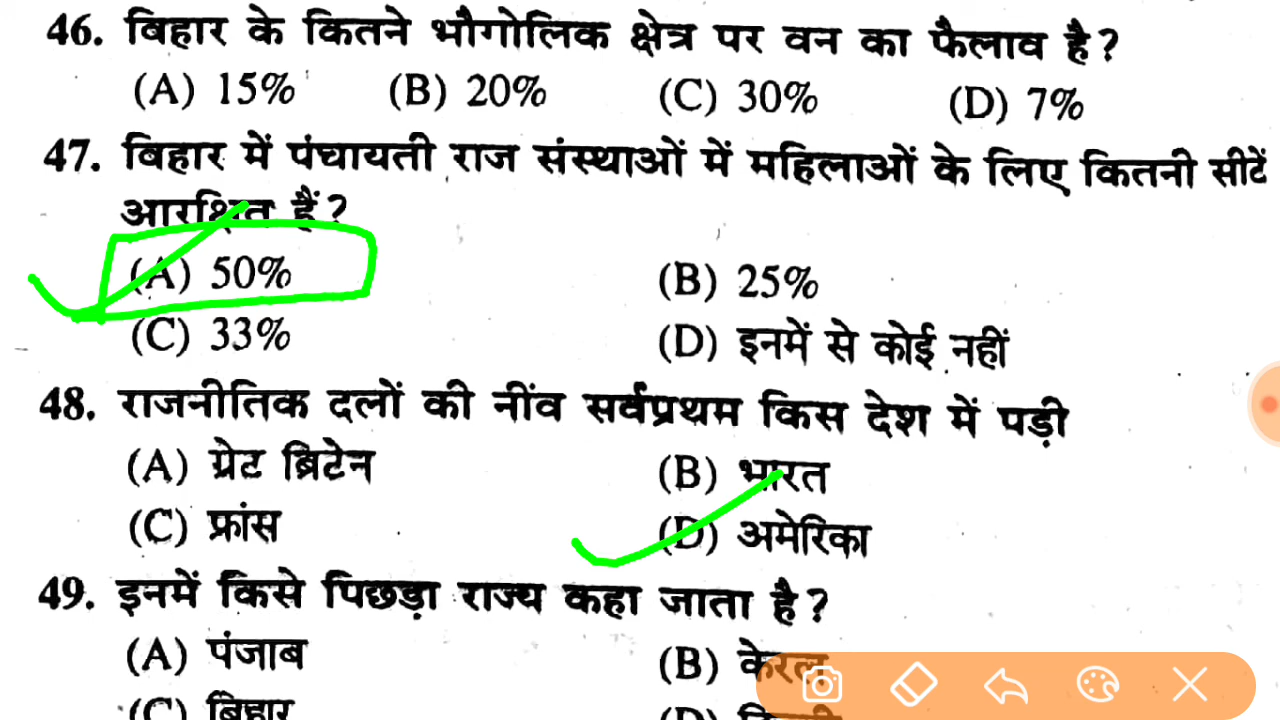 46. बिहार के कितने भौगोलिक क्षेत्र पर वन का फैलाव है?
(A) 15% (B) 20% (C) 30% (D) 7%
47. बिहार में पंचायती राज संस्थाओं में महिलाओं के लिए कितनी सीटें
आरक्षित हैं?
(A) 50% (B) 25%
(C) 33% (D) इनमें से कोई नहीं
48. राजनीतिक दलों की नींव सर्वप्रथम किस देश में पड़ी
(A) ग्रेट ब्रिटेन (B) भारत
(C) फ्रांस (D) अमेरिका
49. इनमें किसे पिछड़ा राज्य कहा जाता है?
(A) पंजाब (B) केरल
(C) बिहार (D)